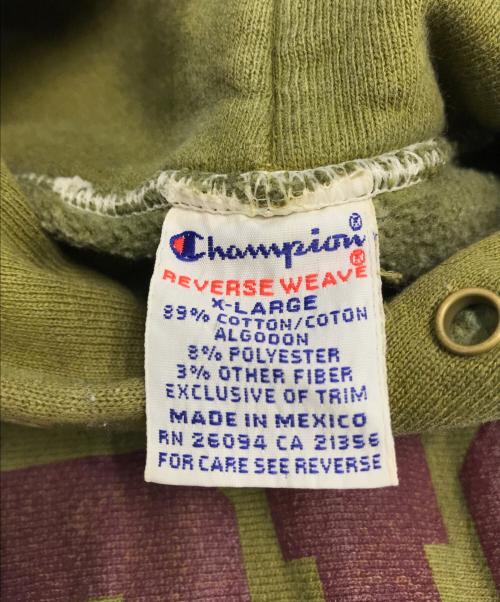 Champion
REVERSE WEAVE
X-LARGE
89% COTTON/COTON
ALGODON
8% POLYESTER
3% OTHER FIBER
EXCLUSIVE OF TRIM
MADE IN MEXICO
RN 26094 CA 21356
FOR CARE SEE REVERSE